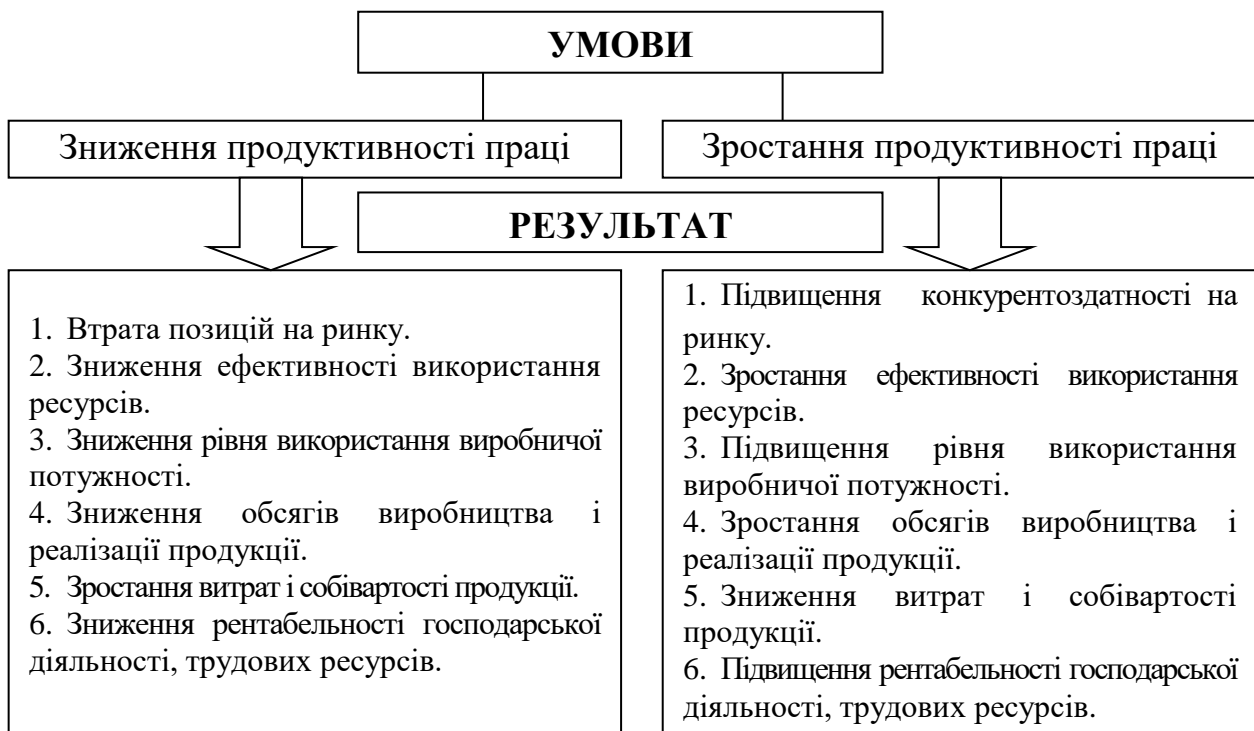 УМОВИ
Зниження продуктивності праці
Зростання продуктивності праці
РЕЗУЛЬТАТ
1. Втрата позицій на ринку.
2. Зниження ефективності використання
ресурсів.
3. Зниження рівня використання виробничої
потужності.
4. Зниження обсягів виробництва і
реалізації продукції.
5. Зростання витрат і собівартості продукції.
6. Зниження рентабельності господарської
діяльності, трудових ресурсів.
1. Підвищення конкурентоздатності на
ринку.
2. Зростання ефективності використання
ресурсів.
3. Підвищення рівня використання
виробничої потужності.
4. Зростання обсягів виробництва і
реалізації продукції.
5. Зниження витрат і собівартості
продукції.
6. Підвищення рентабельності господарської
діяльності, трудових ресурсів.